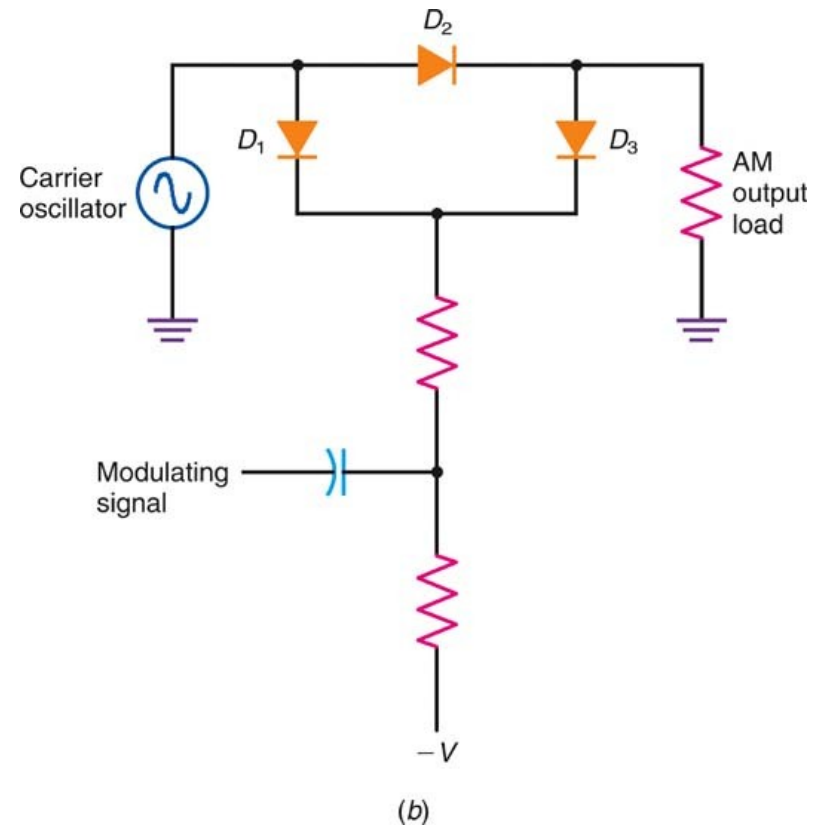 D2
D1
D3
Carrier
oscillator
AM
output
load
Modulating
signal
−V
(b)